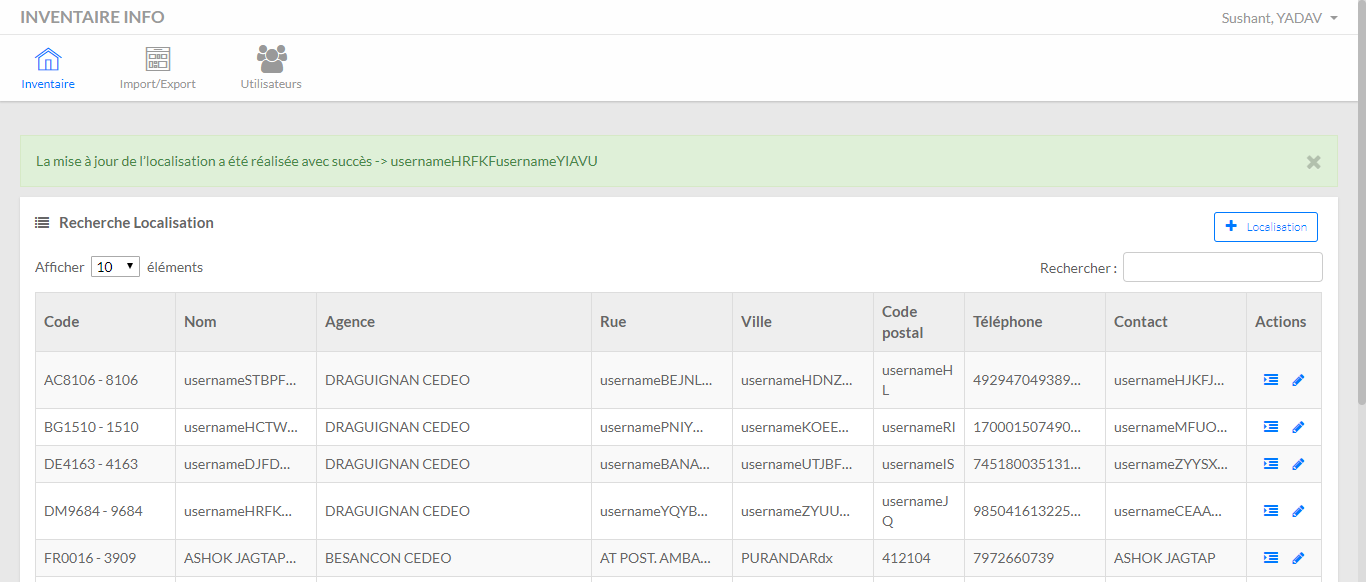 INVENTAIRE INFO
Sushant, YADAV
Inventaire
Import/Export
Utilisateurs
La mise à jour de l'localisation a été réalisée avec succès -> usernameHRFKFusernameYIAVU
Recherche Localisation
Localisation
Afficher 10 éléments
Rechercher :
Code Nom Agence Rue Ville Code postal Téléphone Contact Actions
AC8106 - 8106 usernameSTBPF... DRAGUIGNAN CEDEO usernameBEJNL... usernameHDNZ... usernameHL 492947049389... usernameHJKFJ...
BG1510 - 1510 usernameHCTW... DRAGUIGNAN CEDEO usernamePNIY... usernameKOEE... usernameRI 170001507490... usernameMFUO...
DE4163 - 4163 usernameDJFD... DRAGUIGNAN CEDEO usernameBANA... usernameUTJBF... usernameIS 745180035131... usernameZYYSX...
DM9684 - 9684 usernameHRFK... DRAGUIGNAN CEDEO usernameYQYB... usernameZYUU... usernameJQ 985041613225... usernameCEAA...
FR0016 - 3909 ASHOK JAGTAP... BESANCON CEDEO AT POST. AMBA... PURANDARdx 412104 7972660739 ASHOK JAGTAP